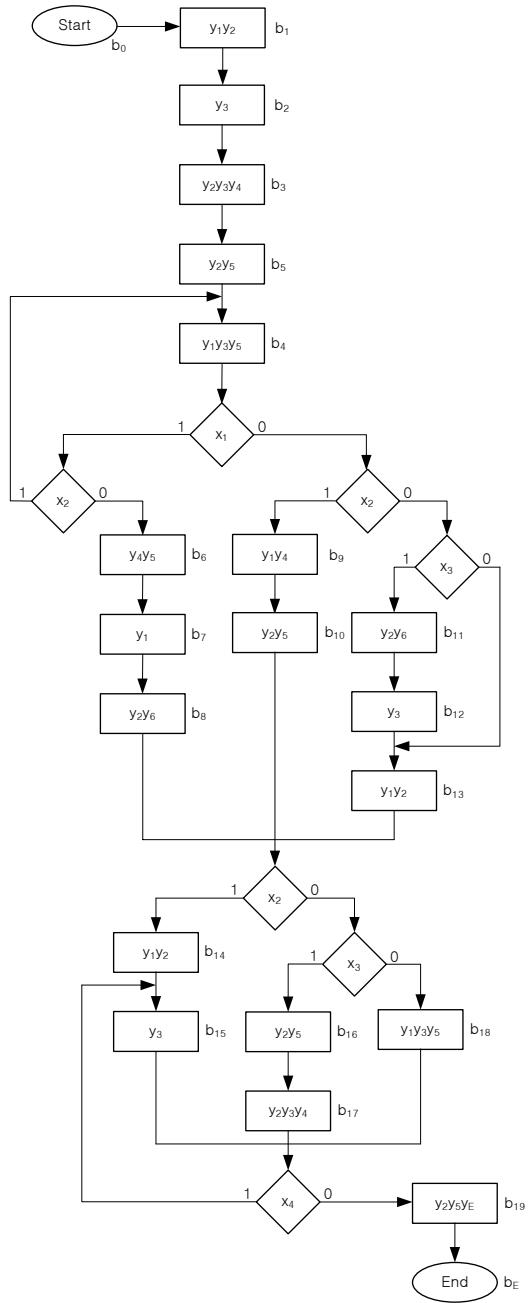 Start
b₀
y₁y₂ b₁
y₃ b₂
y₂y₃y₄ b₃
y₂y₅ b₅
y₁y₃y₅ b₄
1 x₁ 0
1 x₂ 0
1 x₂ 0
y₄y₅ b₆
y₁y₄ b₉
1 x₃ 0
y₁ b₇
y₂y₅ b₁₀
y₂y₆ b₁₁
y₂y₆ b₈
y₃ b₁₂
y₁y₂ b₁₃
1 x₂ 0
y₁y₂ b₁₄
1 x₃ 0
y₃ b₁₅
y₂y₅ b₁₆
y₁y₃y₅ b₁₈
y₂y₃y₄ b₁₇
1 x₄ 0
y₂y₅y_E b₁₉
End b_E